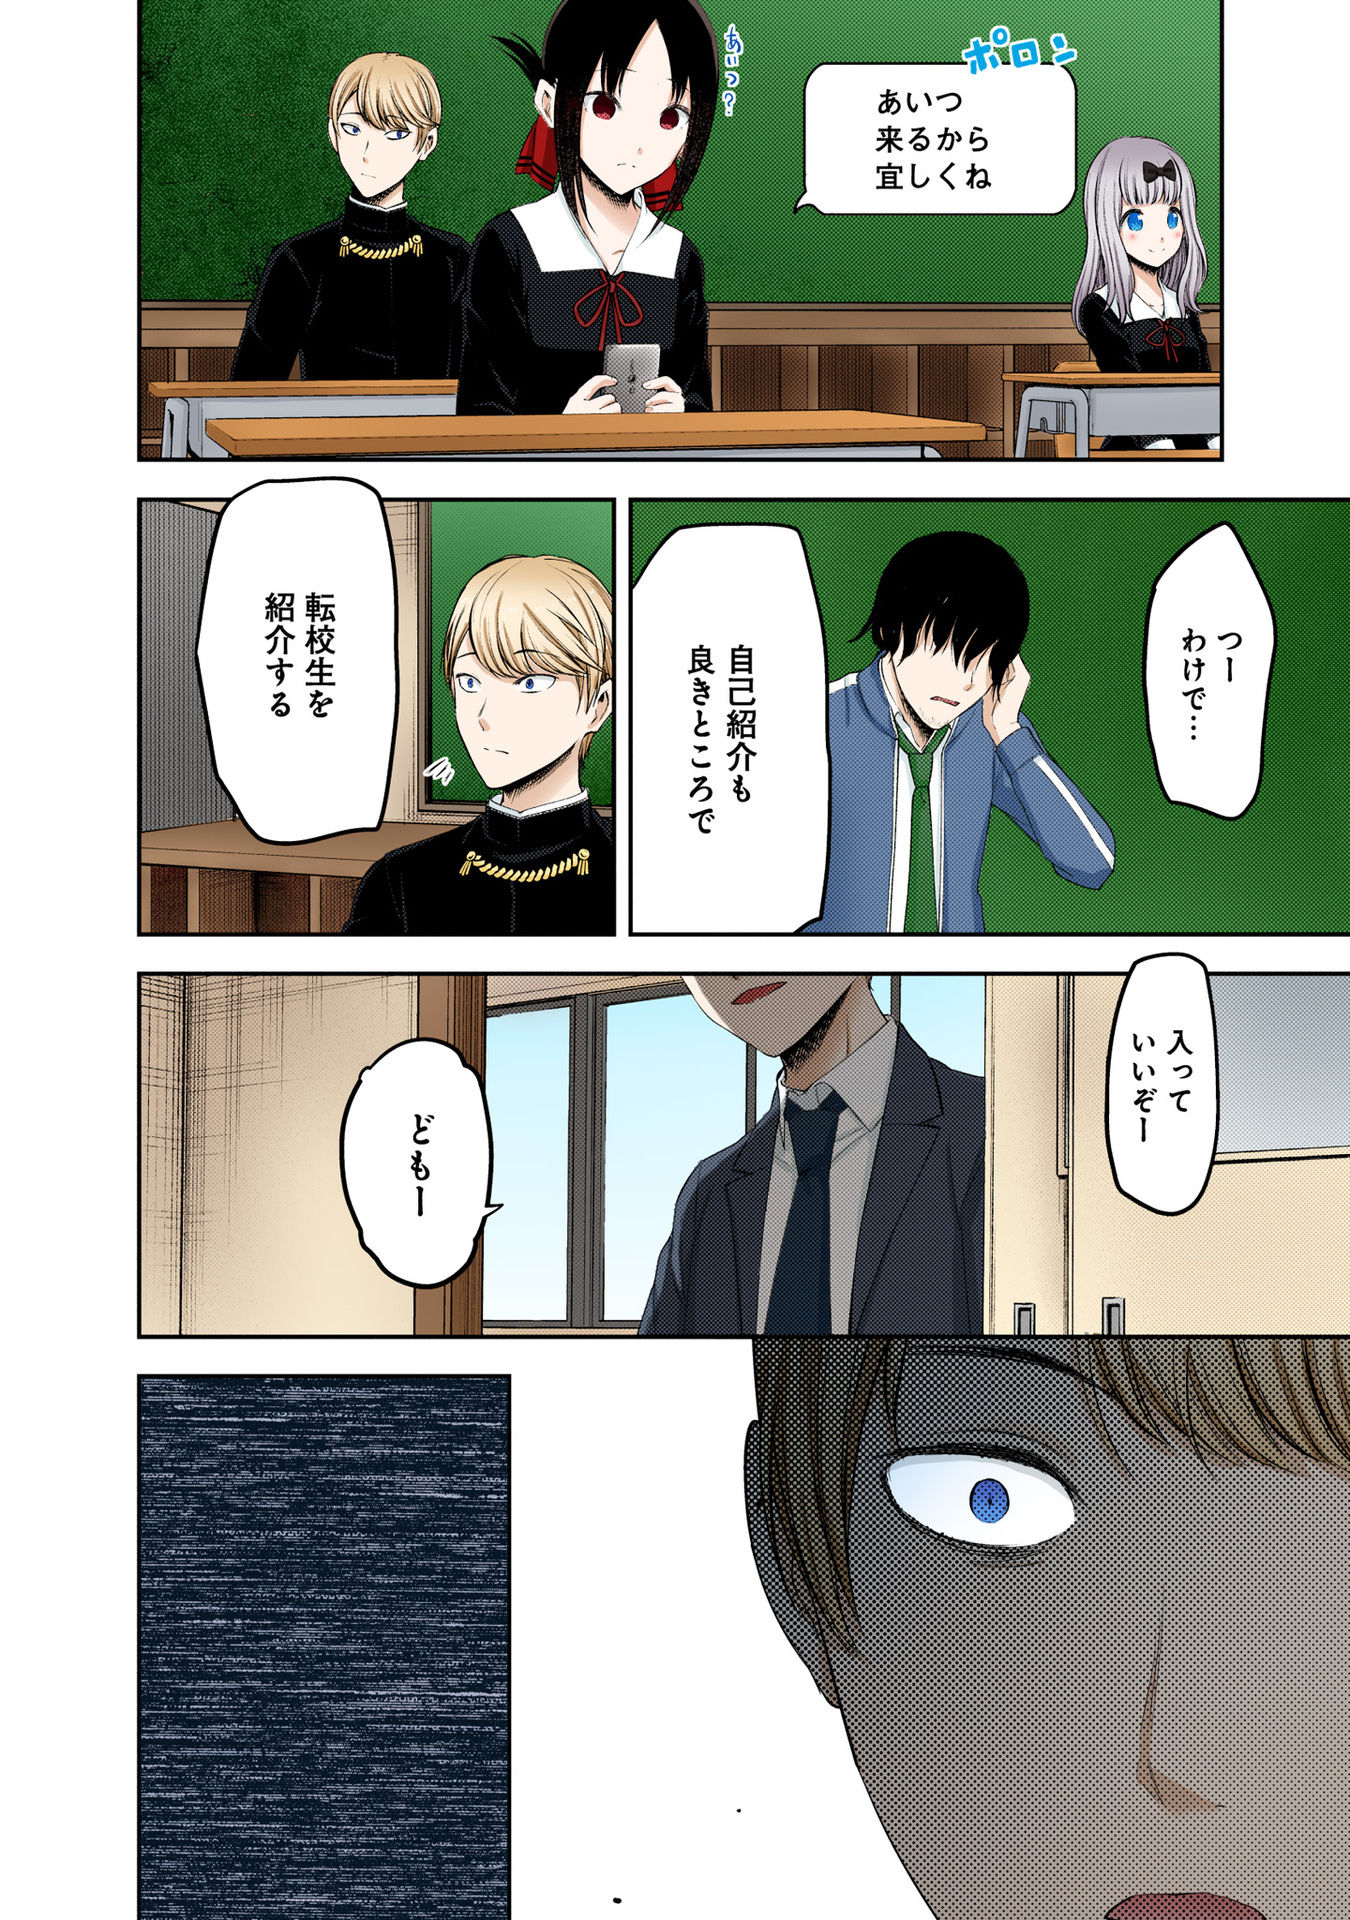 ポロン
あいつ
来るから
宜しくね
あいつ?
つー
わけで…
自己紹介も
良きところで
転校生を
紹介する
入って
いいぞー
どもー